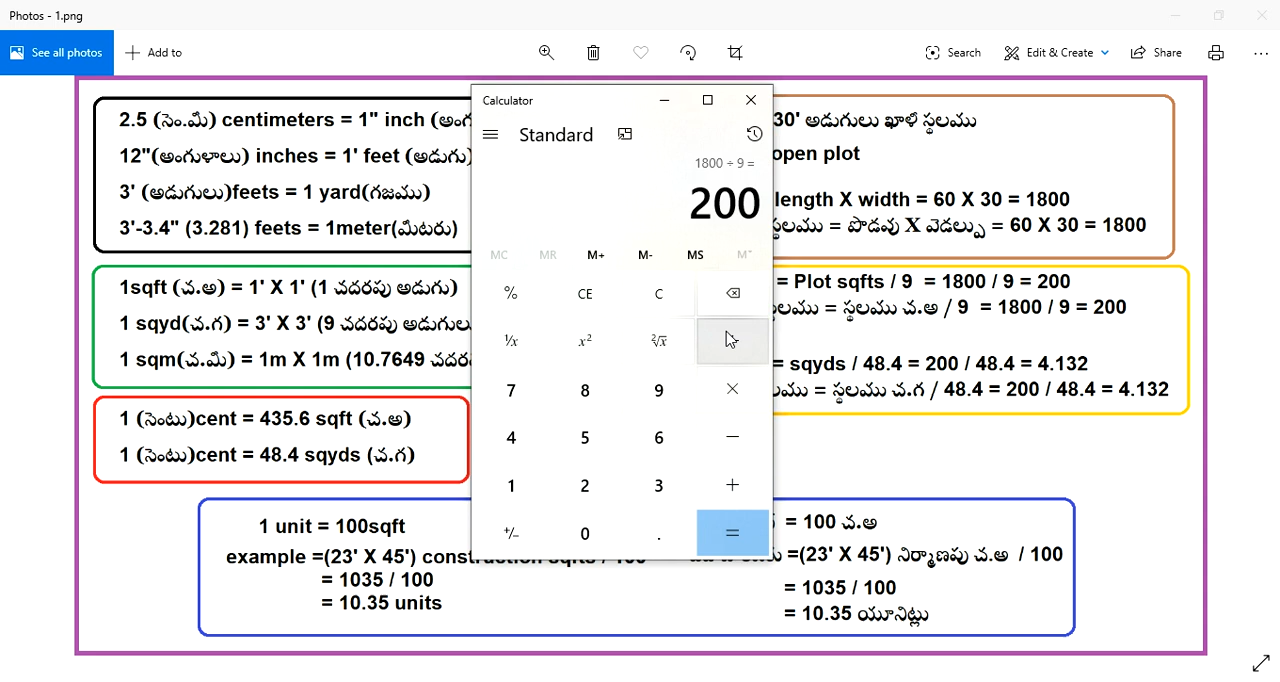 Photos - 1.png
See all photos
Add to
Search
Edit & Create
Share
2.5 (సెం.మి) centimeters = 1" inch (అంగ
12"(అంగుళాలు) inches = 1' feet (అడుగు)
3' (అడుగులు)feets = 1 yard(గజము)
3'-3.4" (3.281) feets = 1meter(మీటరు)
1sqft (చ.అ) = 1' X 1' (1 చదరపు అడుగు)
1 sqyd(చ.గ) = 3' X 3' (9 చదరపు అడుగులు
1 sqm(చ.మి) = 1m X 1m (10.7649 చదర
1 (సెంటు)cent = 435.6 sqft (చ.అ)
1 (సెంటు)cent = 48.4 sqyds (చ.గ)
Calculator
Standard
1800 ÷ 9 =
200
MC MR M+ M- MS M˅
% CE C
¹/x x² ²√x
7 8 9 ×
4 5 6 −
1 2 3 +
+/- 0 . =
30' అడుగులు ఖాళి స్థలము
open plot
length X width = 60 X 30 = 1800
స్థలము = పొడవు X వెడల్పు = 60 X 30 = 1800
= Plot sqfts / 9 = 1800 / 9 = 200
= స్థలము చ.అ / 9 = 1800 / 9 = 200
= sqyds / 48.4 = 200 / 48.4 = 4.132
= స్థలము చ.గ / 48.4 = 200 / 48.4 = 4.132
1 unit = 100sqft
example =(23' X 45') construction sqfts / 100
= 1035 / 100
= 10.35 units
= 100 చ.అ
=(23' X 45') నిర్మాణపు చ.అ / 100
= 1035 / 100
= 10.35 యూనిట్లు